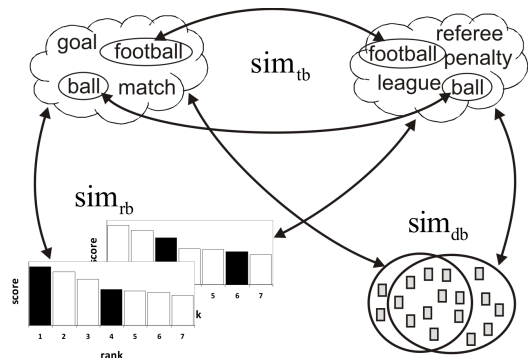 goal
football
ball
match
sim_tb
football
referee
penalty
league
ball
sim_rb
sim_db
score
5 6 7
k
score
1 2 3 4 5 6 7
rank